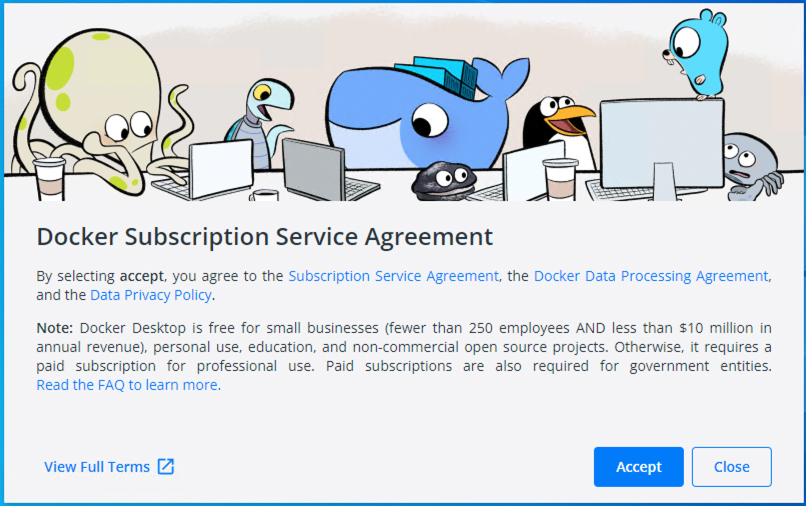 Docker Subscription Service Agreement
By selecting accept, you agree to the Subscription Service Agreement, the Docker Data Processing Agreement,
and the Data Privacy Policy.
Note: Docker Desktop is free for small businesses (fewer than 250 employees AND less than $10 million in
annual revenue), personal use, education, and non-commercial open source projects. Otherwise, it requires a
paid subscription for professional use. Paid subscriptions are also required for government entities.
Read the FAQ to learn more.
View Full Terms
Accept
Close